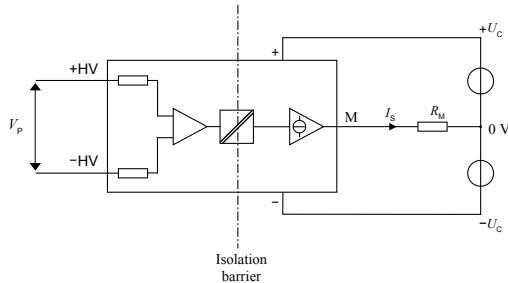 +U_C
+
+HV
V_P
M
I_S
R_M
0 V
−HV
−
−U_C
Isolation
barrier